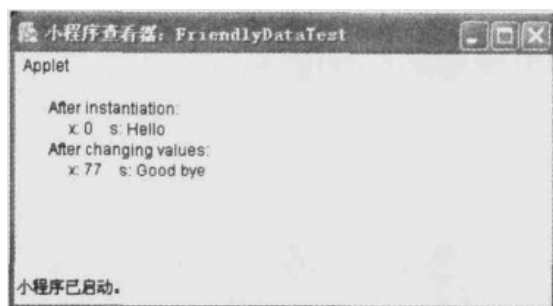 小程序查看器: FriendlyDataTest
Applet
After instantiation:
x: 0 s: Hello
After changing values:
x: 77 s: Good bye
小程序已启动。